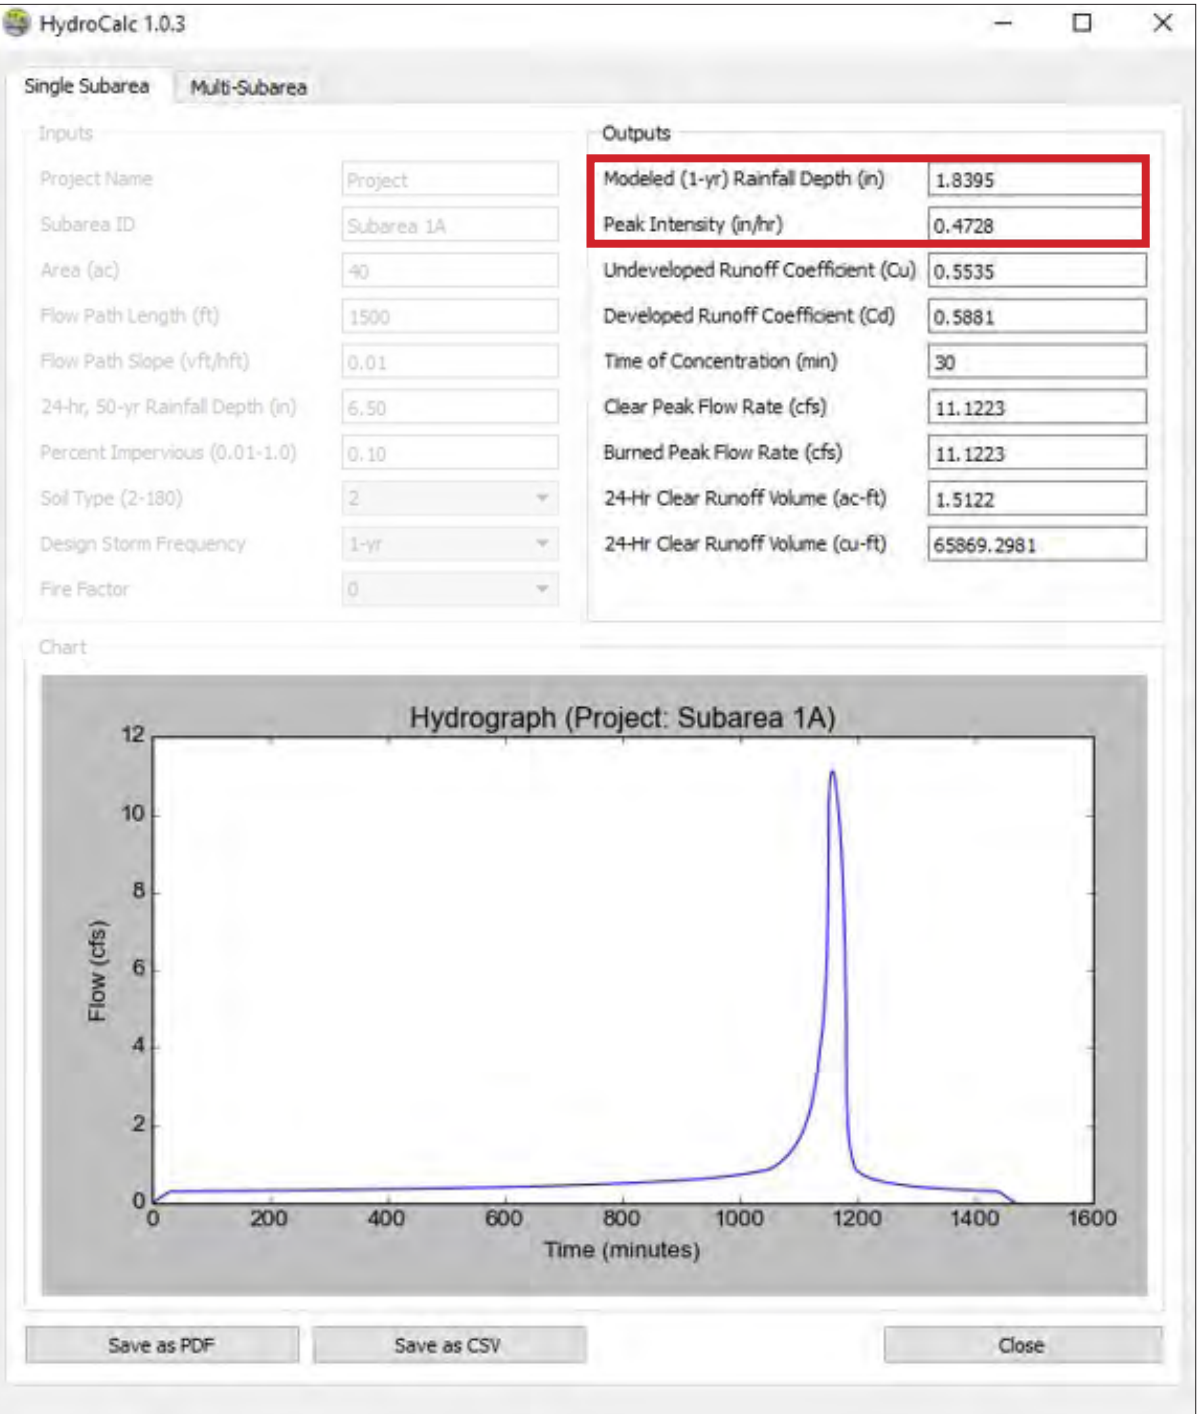 HydroCalc 1.0.3
Single Subarea Multi-Subarea
Inputs
Project Name Project
Subarea ID Subarea 1A
Area (ac) 40
Flow Path Length (ft) 1500
Flow Path Slope (vft/hft) 0.01
24-hr, 50-yr Rainfall Depth (in) 6.50
Percent Impervious (0.01-1.0) 0.10
Soil Type (2-180) 2
Design Storm Frequency 1-yr
Fire Factor 0
Outputs
Modeled (1-yr) Rainfall Depth (in) 1.8395
Peak Intensity (in/hr) 0.4728
Undeveloped Runoff Coefficient (Cu) 0.5535
Developed Runoff Coefficient (Cd) 0.5881
Time of Concentration (min) 30
Clear Peak Flow Rate (cfs) 11.1223
Burned Peak Flow Rate (cfs) 11.1223
24-Hr Clear Runoff Volume (ac-ft) 1.5122
24-Hr Clear Runoff Volume (cu-ft) 65869.2981
Chart
Hydrograph (Project: Subarea 1A)
12
10
8
6
4
2
0
Flow (cfs)
0 200 400 600 800 1000 1200 1400 1600
Time (minutes)
Save as PDF Save as CSV Close